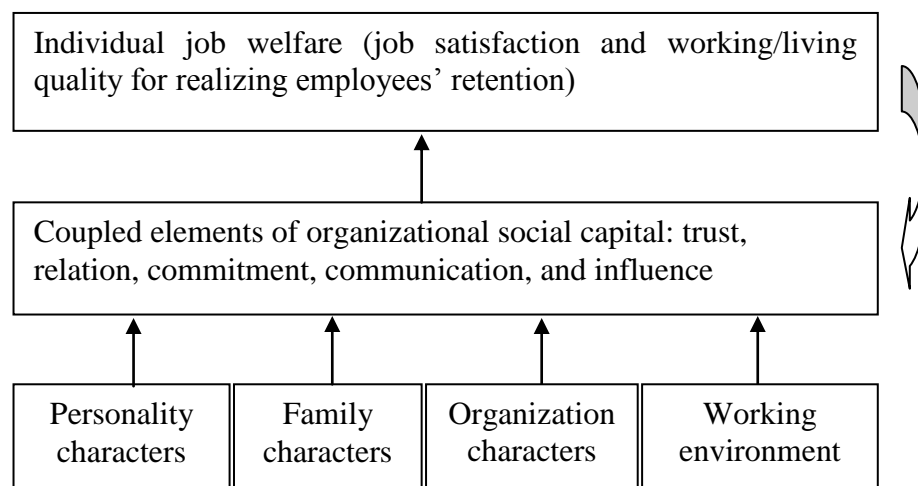 Individual job welfare (job satisfaction and working/living
quality for realizing employees’ retention)
Coupled elements of organizational social capital: trust,
relation, commitment, communication, and influence
Personality
characters
Family
characters
Organization
characters
Working
environment